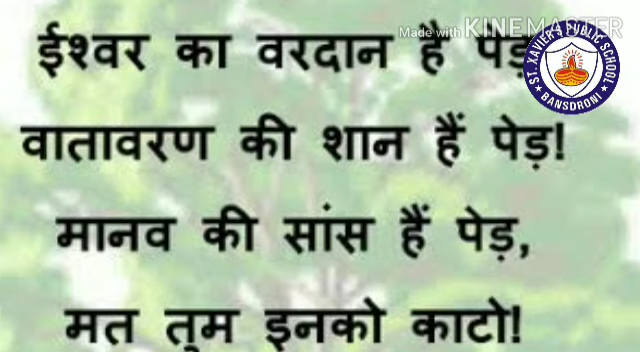 Made with KINEMASTER
ST. XAVIER'S PUBLIC SCHOOL
★ BANSDRONI ★
ईश्वर का वरदान है पेड़
वातावरण की शान हैं पेड़!
मानव की सांस हैं पेड़,
मत तुम इनको काटो!